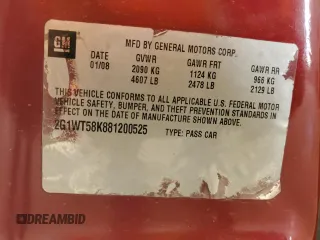 GM
MFD BY GENERAL MOTORS CORP.
DATE GVWR GAWR FRT GAWR RR
01/08 2090 KG 1124 KG 966 KG
4607 LB 2478 LB 2129 LB
THIS VEHICLE CONFORMS TO ALL APPLICABLE U.S. FEDERAL MOTOR
VEHICLE SAFETY, BUMPER, AND THEFT PREVENTION STANDARDS IN
EFFECT ON THE DATE OF MANUFACTURE SHOWN ABOVE.
2G1WT58K881200525 TYPE: PASS CAR
DREAMBID